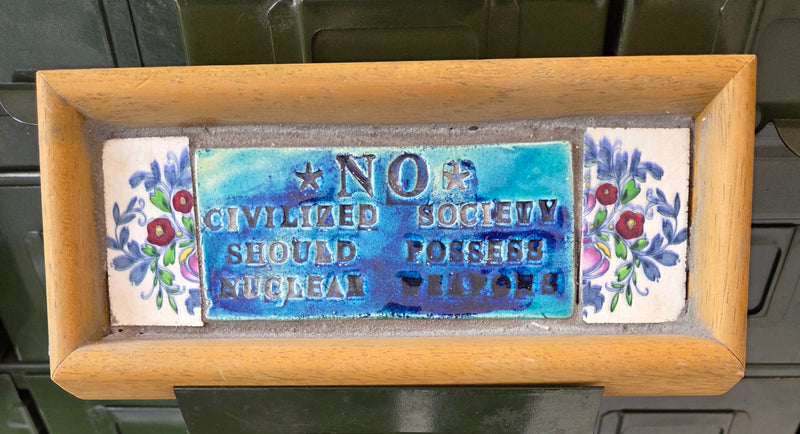 ★ NO ★
CIVILIZED SOCIETY
SHOULD POSSESS
NUCLEAR WEAPONS